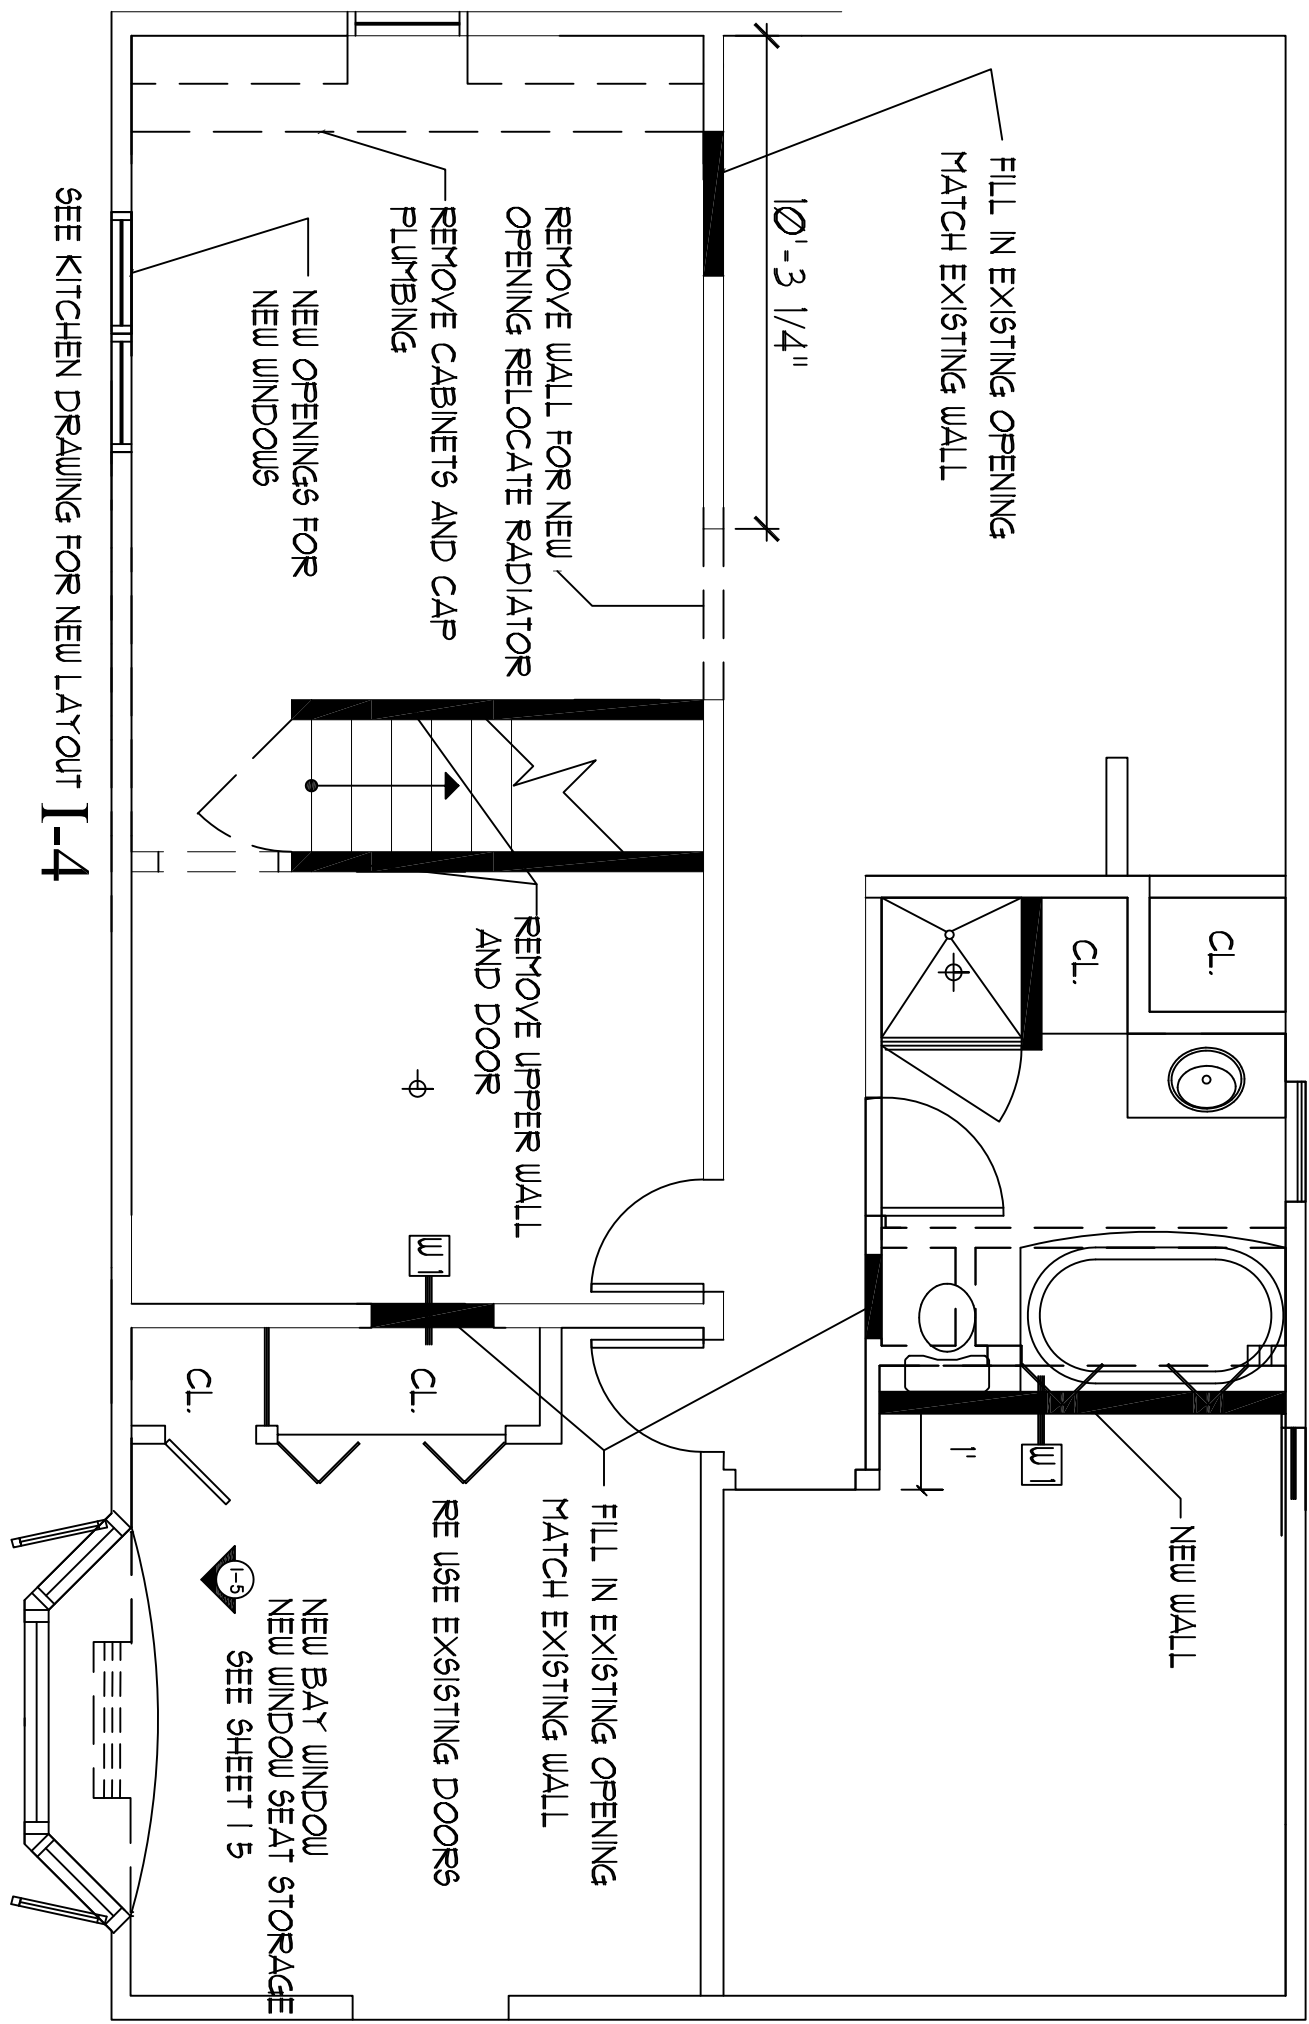 FILL IN EXISTING OPENING
MATCH EXISTING WALL
10'-3 1/4"
REMOVE WALL FOR NEW
OPENING RELOCATE RADIATOR
REMOVE CABINETS AND CAP
PLUMBING
NEW OPENINGS FOR
NEW WINDOWS
SEE KITCHEN DRAWING FOR NEW LAYOUT I-4
CL.
CL.
REMOVE UPPER WALL
AND DOOR
W 1
CL.
CL.
1"
W 1
NEW WALL
FILL IN EXISTING OPENING
MATCH EXISTING WALL
RE USE EXSISTING DOORS
I-5
NEW BAY WINDOW
NEW WINDOW SEAT STORAGE
SEE SHEET I 5